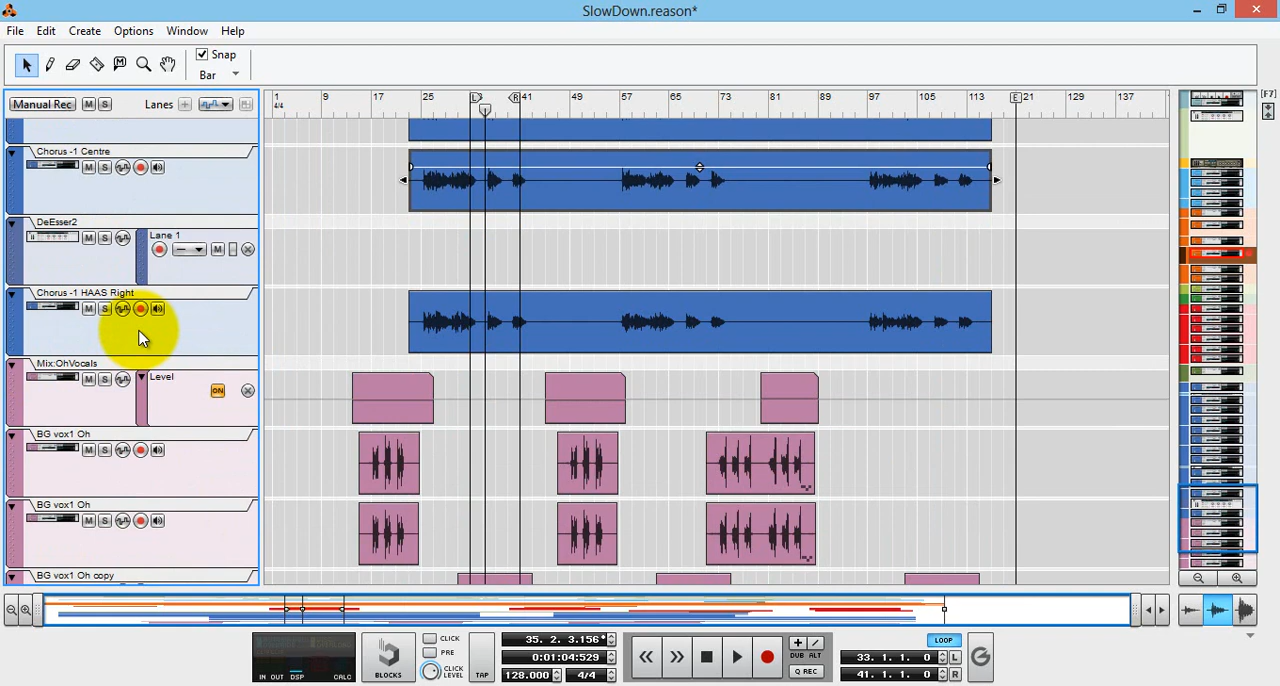 SlowDown.reason*
File Edit Create Options Window Help
Snap
Bar
Manual Rec M S Lanes
1 9 17 25 L R 41 49 57 65 73 81 89 97 105 113 E 21 129 137
4/4
[F7]
Chorus -1 Centre
M S
DeEsser2
M S Lane 1
M
Chorus -1 HAAS Right
M S
Mix:OhVocals
M S Level
ON
BG vox1 Oh
M S
BG vox1 Oh
M S
BG vox1 Oh copy
IN OUT DSP CALC
BLOCKS
CLICK
PRE
CLICK
LEVEL
TAP
35. 2. 3.156*
0:01:04:529
128.000 4/4
DUB ALT
Q REC
LOOP
33. 1. 1. 0 L
41. 1. 1. 0 R